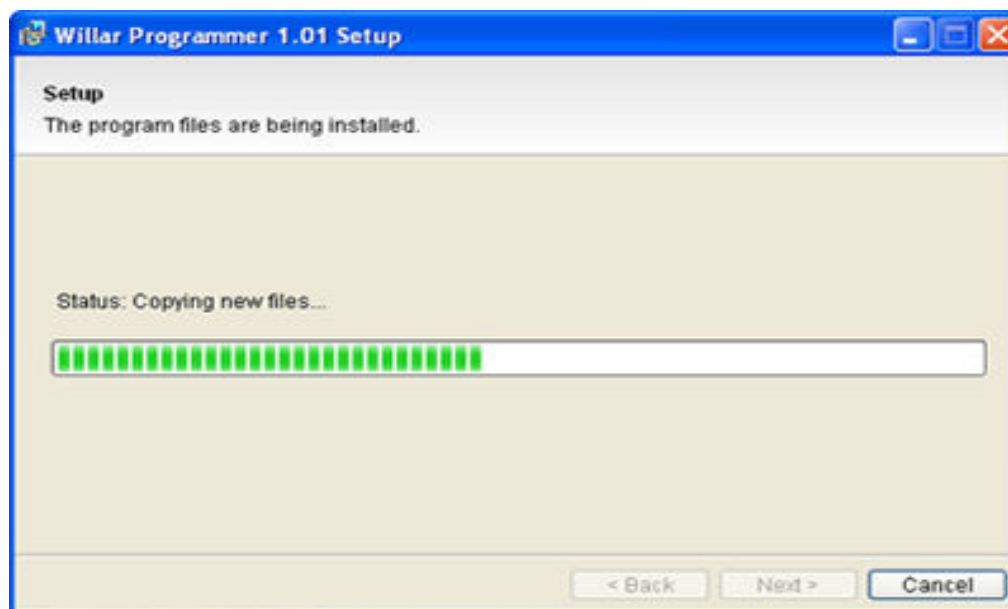 Willar Programmer 1.01 Setup
Setup
The program files are being installed.
Status: Copying new files...
< Back Next > Cancel